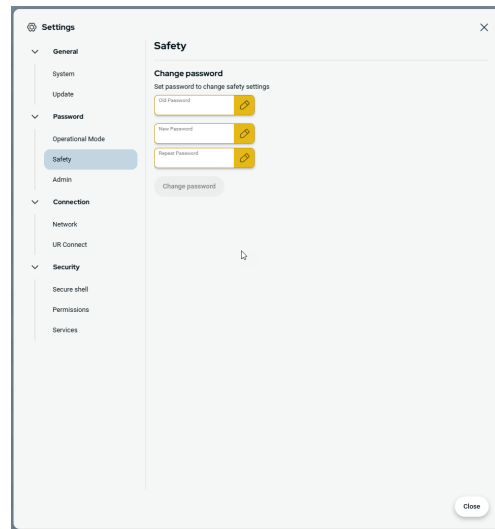 Settings
General
System
Update
Password
Operational Mode
Safety
Admin
Connection
Network
UR Connect
Security
Secure shell
Permissions
Services
Safety
Change password
Set password to change safety settings
Old Password
New Password
Repeat Password
Change password
Close